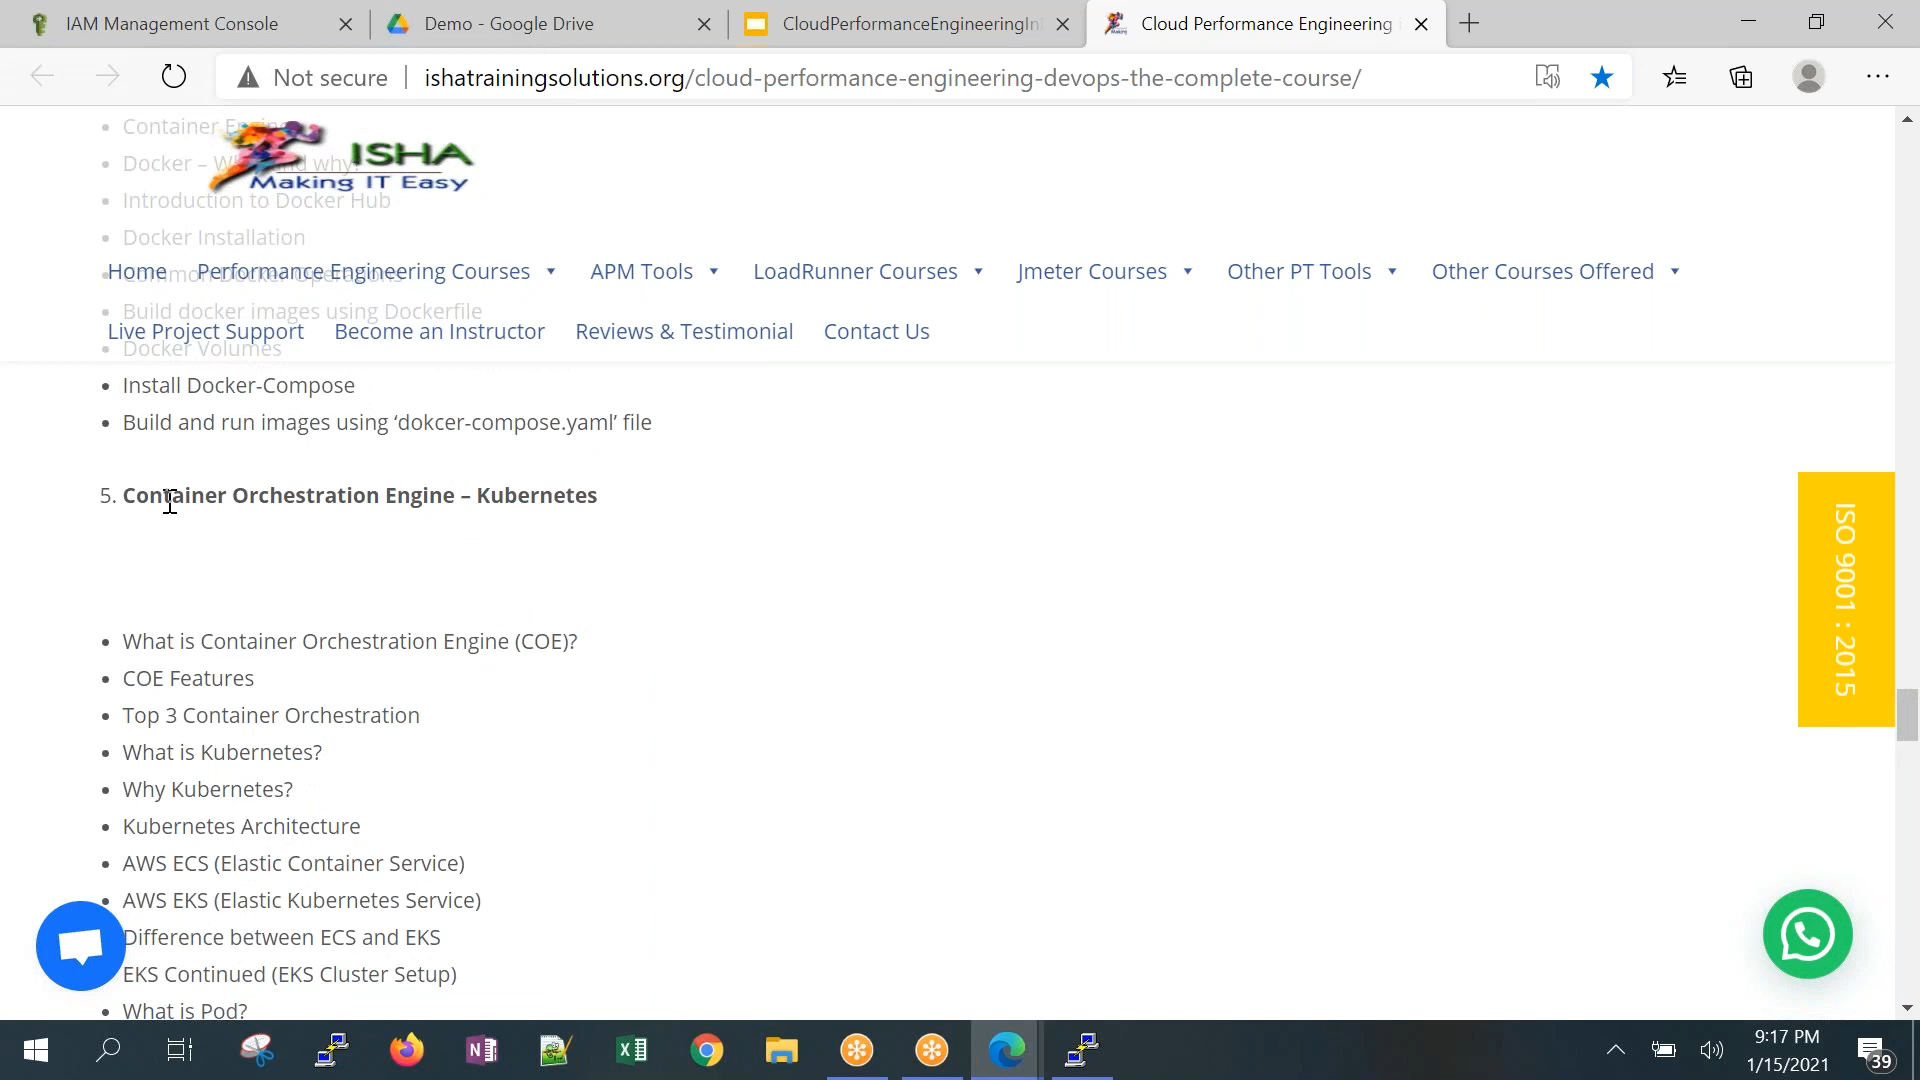 IAM Management Console
Demo - Google Drive
CloudPerformanceEngineeringIn
Cloud Performance Engineering
Not secure
ishatrainingsolutions.org/cloud-performance-engineering-devops-the-complete-course/
Container
ISHA
Making IT Easy
Docker –
Introduction to Docker Hub
Docker Installation
Home
Performance Engineering Courses
APM Tools
LoadRunner Courses
Jmeter Courses
Other PT Tools
Other Courses Offered
Common Docker Operations
Build docker images using Dockerfile
Live Project Support
Become an Instructor
Reviews & Testimonial
Contact Us
Docker Volumes
Install Docker-Compose
Build and run images using ‘dokcer-compose.yaml’ file
5. Container Orchestration Engine – Kubernetes
ISO 9001 : 2015
What is Container Orchestration Engine (COE)?
COE Features
Top 3 Container Orchestration
What is Kubernetes?
Why Kubernetes?
Kubernetes Architecture
AWS ECS (Elastic Container Service)
AWS EKS (Elastic Kubernetes Service)
Difference between ECS and EKS
EKS Continued (EKS Cluster Setup)
What is Pod?
9:17 PM
1/15/2021
39